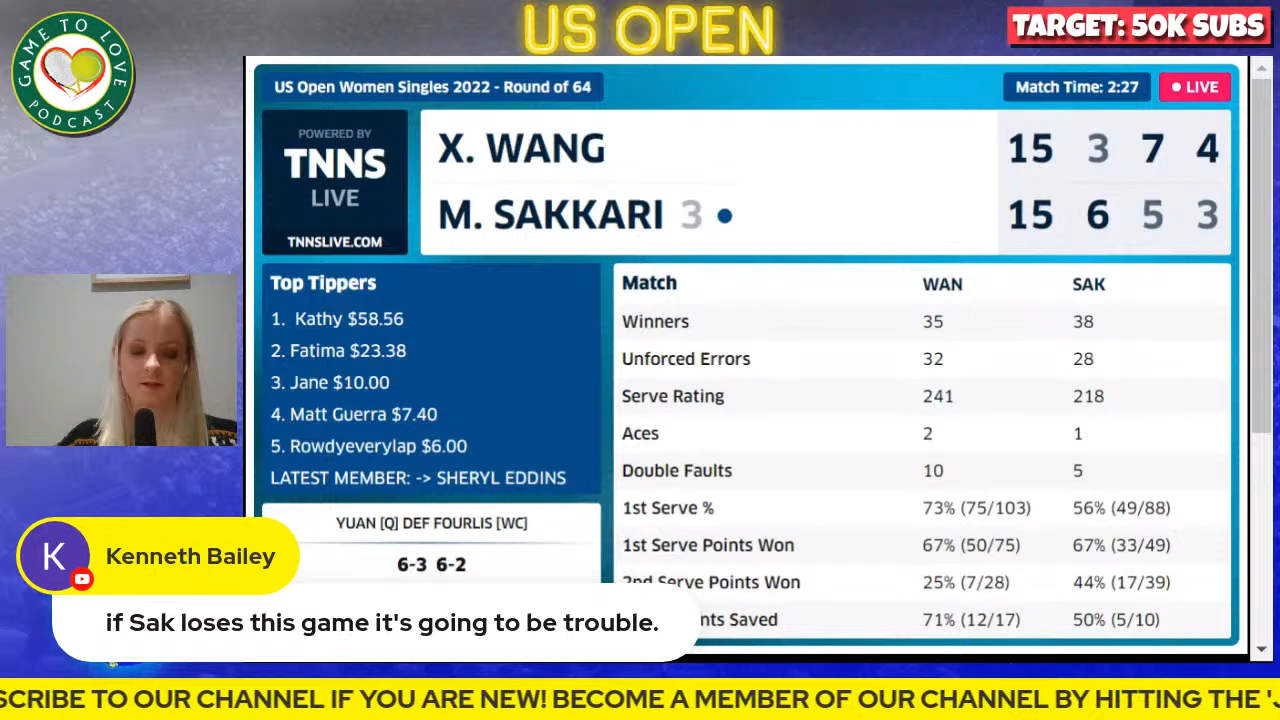 GAME TO LOVE
PODCAST
US OPEN
TARGET: 50K SUBS
US Open Women Singles 2022 - Round of 64
Match Time: 2:27
LIVE
POWERED BY
TNNS
LIVE
TNNSLIVE.COM
X. WANG 15 3 7 4
M. SAKKARI 3 15 6 5 3
Top Tippers
1. Kathy $58.56
2. Fatima $23.38
3. Jane $10.00
4. Matt Guerra $7.40
5. Rowdyeverylap $6.00
LATEST MEMBER: -> SHERYL EDDINS
YUAN [Q] DEF FOURLIS [WC]
6-3 6-2
Match WAN SAK
Winners 35 38
Unforced Errors 32 28
Serve Rating 241 218
Aces 2 1
Double Faults 10 5
1st Serve % 73% (75/103) 56% (49/88)
1st Serve Points Won 67% (50/75) 67% (33/49)
2nd Serve Points Won 25% (7/28) 44% (17/39)
nts Saved 71% (12/17) 50% (5/10)
K
Kenneth Bailey
if Sak loses this game it's going to be trouble.
SCRIBE TO OUR CHANNEL IF YOU ARE NEW! BECOME A MEMBER OF OUR CHANNEL BY HITTING THE 'J